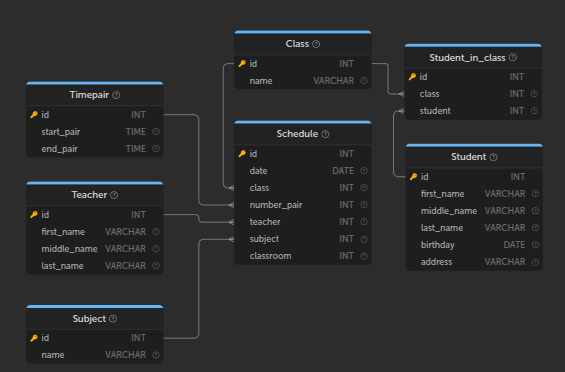 Class
id INT
name VARCHAR
Student_in_class
id INT
class INT
student INT
Timepair
id INT
start_pair TIME
end_pair TIME
Schedule
id INT
date DATE
class INT
number_pair INT
teacher INT
subject INT
classroom INT
Student
id INT
first_name VARCHAR
middle_name VARCHAR
last_name VARCHAR
birthday DATE
address VARCHAR
Teacher
id INT
first_name VARCHAR
middle_name VARCHAR
last_name VARCHAR
Subject
id INT
name VARCHAR